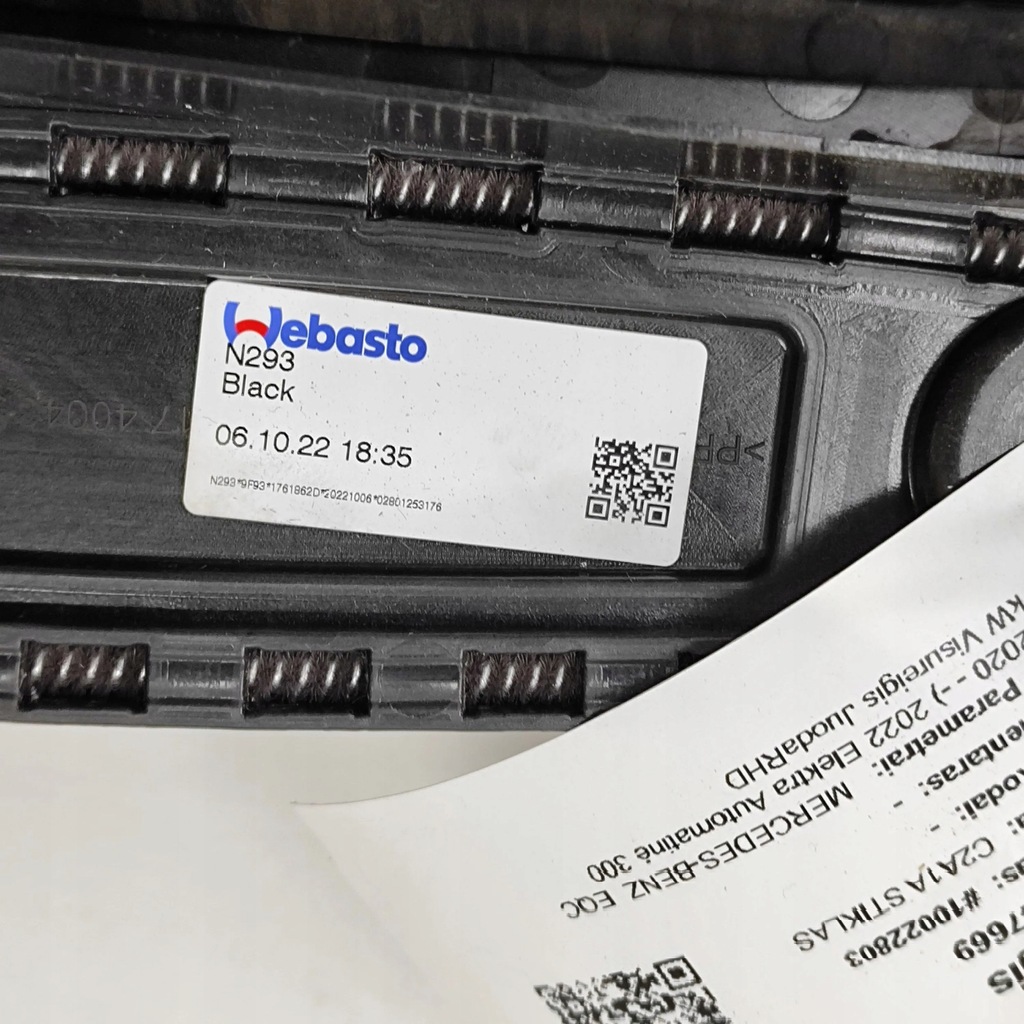 Webasto
N293
Black
06.10.22 18:35
N293*9F93*1761862D*20221006*02801253176
#10022803
C2A1A STIKLAS
MERCEDES-BENZ EQC
Parametrai:
2020 - -) 2022 Elektra Automatinė 300
kW Visureigis JuodaRHD